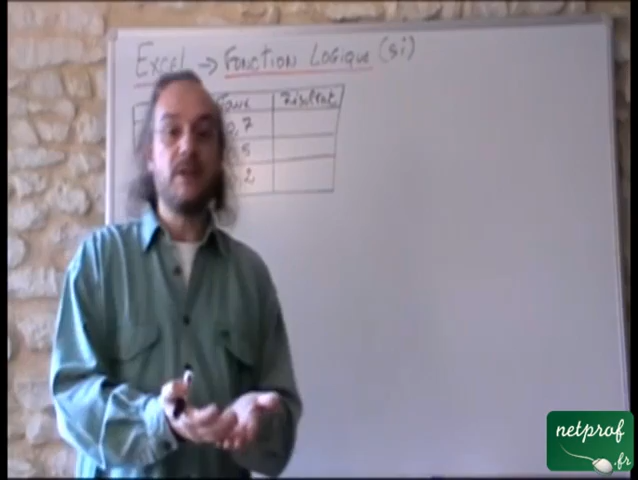 Excel → Fonction Logique (si)
Résultat
0,7
5
,2
netprof
.fr